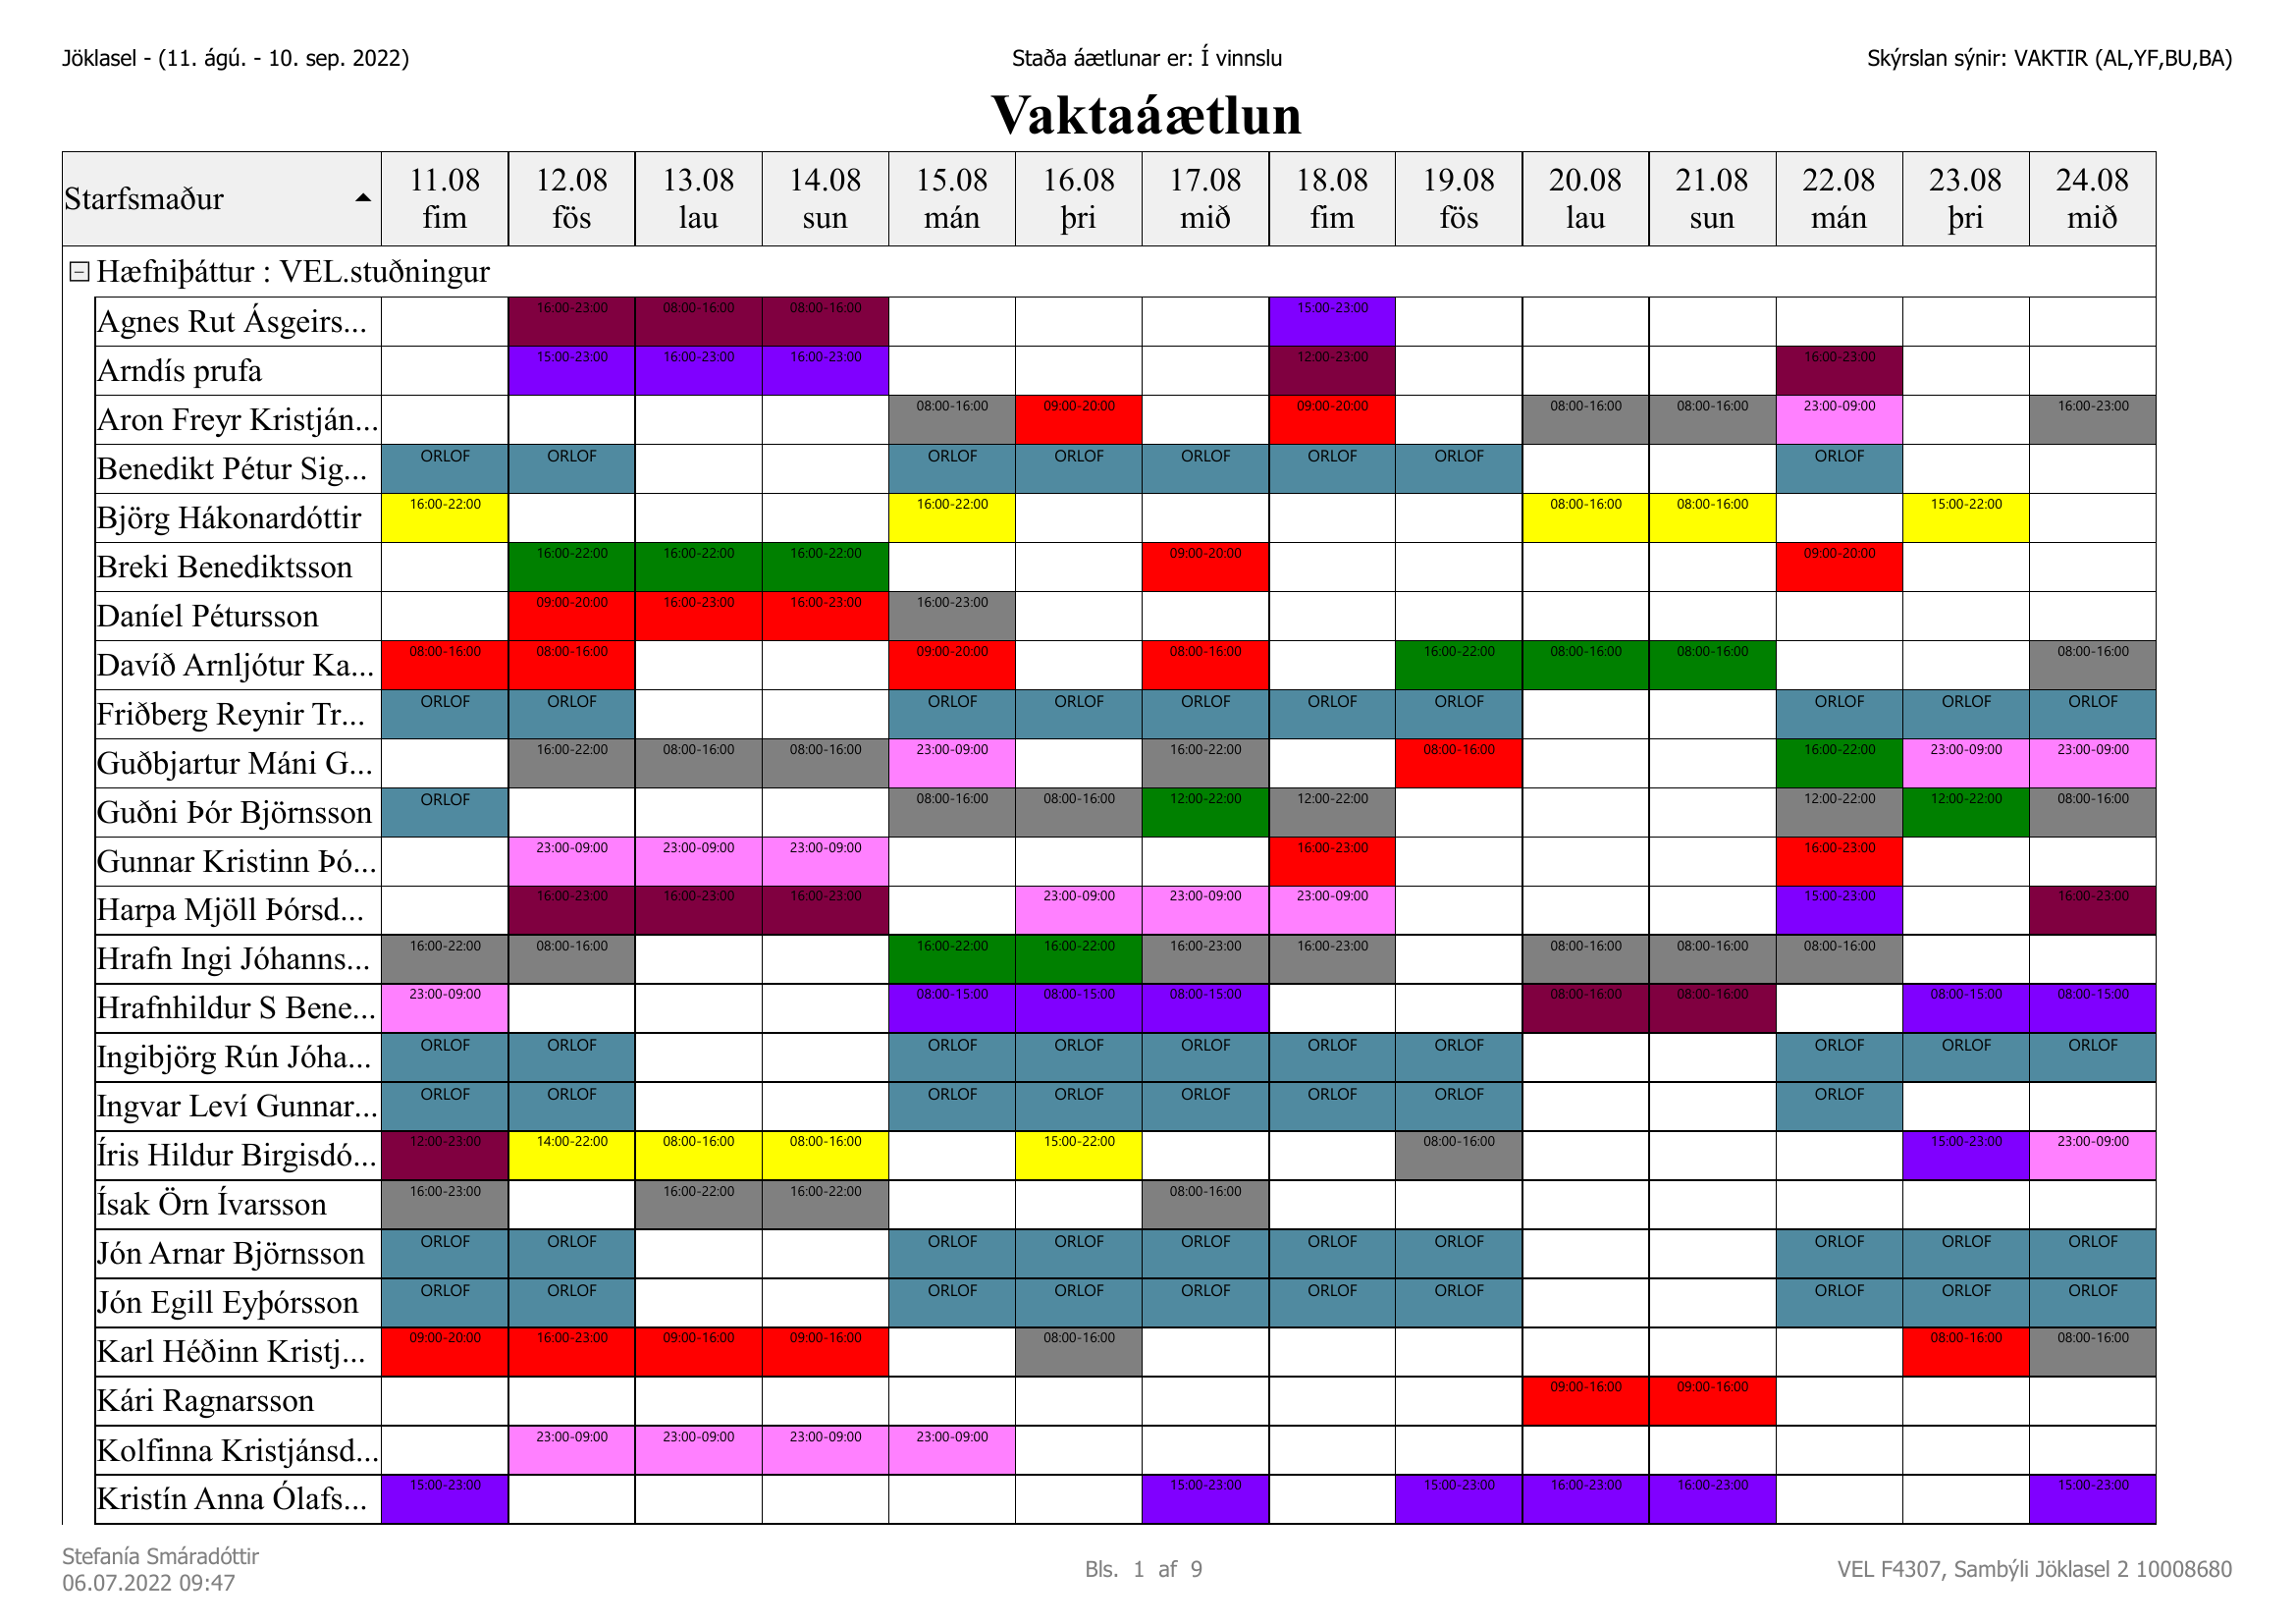 Jöklasel - (11. ágú. - 10. sep. 2022) Staða áætlunar er: Í vinnslu Skýrslan sýnir: VAKTIR (AL,YF,BU,BA)
Vaktaáætlun
Starfsmaður 11.08 fim 12.08 fös 13.08 lau 14.08 sun 15.08 mán 16.08 þri 17.08 mið 18.08 fim 19.08 fös 20.08 lau 21.08 sun 22.08 mán 23.08 þri 24.08 mið
Hæfniþáttur : VEL.stuðningur
Agnes Rut Ásgeirs... 16:00-23:00 08:00-16:00 08:00-16:00 15:00-23:00
Arndís prufa 15:00-23:00 16:00-23:00 16:00-23:00 12:00-23:00 16:00-23:00
Aron Freyr Kristján... 08:00-16:00 09:00-20:00 09:00-20:00 08:00-16:00 08:00-16:00 23:00-09:00 16:00-23:00
Benedikt Pétur Sig... ORLOF ORLOF ORLOF ORLOF ORLOF ORLOF ORLOF ORLOF
Björg Hákonardóttir 16:00-22:00 16:00-22:00 08:00-16:00 08:00-16:00 15:00-22:00
Breki Benediktsson 16:00-22:00 16:00-22:00 16:00-22:00 09:00-20:00 09:00-20:00
Daníel Pétursson 09:00-20:00 16:00-23:00 16:00-23:00 16:00-23:00
Davíð Arnljótur Ka... 08:00-16:00 08:00-16:00 09:00-20:00 08:00-16:00 16:00-22:00 08:00-16:00 08:00-16:00 08:00-16:00
Friðberg Reynir Tr... ORLOF ORLOF ORLOF ORLOF ORLOF ORLOF ORLOF ORLOF ORLOF ORLOF
Guðbjartur Máni G... 16:00-22:00 08:00-16:00 08:00-16:00 23:00-09:00 16:00-22:00 08:00-16:00 16:00-22:00 23:00-09:00 23:00-09:00
Guðni Þór Björnsson ORLOF 08:00-16:00 08:00-16:00 12:00-22:00 12:00-22:00 12:00-22:00 12:00-22:00 08:00-16:00
Gunnar Kristinn Þó... 23:00-09:00 23:00-09:00 23:00-09:00 16:00-23:00 16:00-23:00
Harpa Mjöll Þórsd... 16:00-23:00 16:00-23:00 16:00-23:00 23:00-09:00 23:00-09:00 23:00-09:00 15:00-23:00 16:00-23:00
Hrafn Ingi Jóhanns... 16:00-22:00 08:00-16:00 16:00-22:00 16:00-22:00 16:00-23:00 16:00-23:00 08:00-16:00 08:00-16:00 08:00-16:00
Hrafnhildur S Bene... 23:00-09:00 08:00-15:00 08:00-15:00 08:00-15:00 08:00-16:00 08:00-16:00 08:00-15:00 08:00-15:00
Ingibjörg Rún Jóha... ORLOF ORLOF ORLOF ORLOF ORLOF ORLOF ORLOF ORLOF ORLOF ORLOF
Ingvar Leví Gunnar... ORLOF ORLOF ORLOF ORLOF ORLOF ORLOF ORLOF ORLOF
Íris Hildur Birgisdó... 12:00-23:00 14:00-22:00 08:00-16:00 08:00-16:00 15:00-22:00 08:00-16:00 15:00-23:00 23:00-09:00
Ísak Örn Ívarsson 16:00-23:00 16:00-22:00 16:00-22:00 08:00-16:00
Jón Arnar Björnsson ORLOF ORLOF ORLOF ORLOF ORLOF ORLOF ORLOF ORLOF ORLOF ORLOF
Jón Egill Eyþórsson ORLOF ORLOF ORLOF ORLOF ORLOF ORLOF ORLOF ORLOF ORLOF ORLOF
Karl Héðinn Kristj... 09:00-20:00 16:00-23:00 09:00-16:00 09:00-16:00 08:00-16:00 08:00-16:00 08:00-16:00
Kári Ragnarsson 09:00-16:00 09:00-16:00
Kolfinna Kristjánsd... 23:00-09:00 23:00-09:00 23:00-09:00 23:00-09:00
Kristín Anna Ólafs... 15:00-23:00 15:00-23:00 15:00-23:00 16:00-23:00 16:00-23:00 15:00-23:00
Stefanía Smáradóttir
06.07.2022 09:47 Bls. 1 af 9 VEL F4307, Sambýli Jöklasel 2 10008680